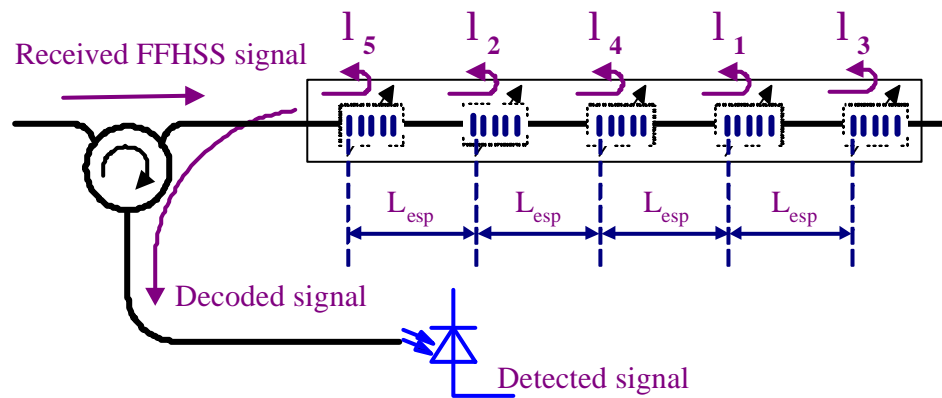 l5 l2 l4 l1 l3
Received FFHSS signal
Lesp Lesp Lesp Lesp
Decoded signal
Detected signal